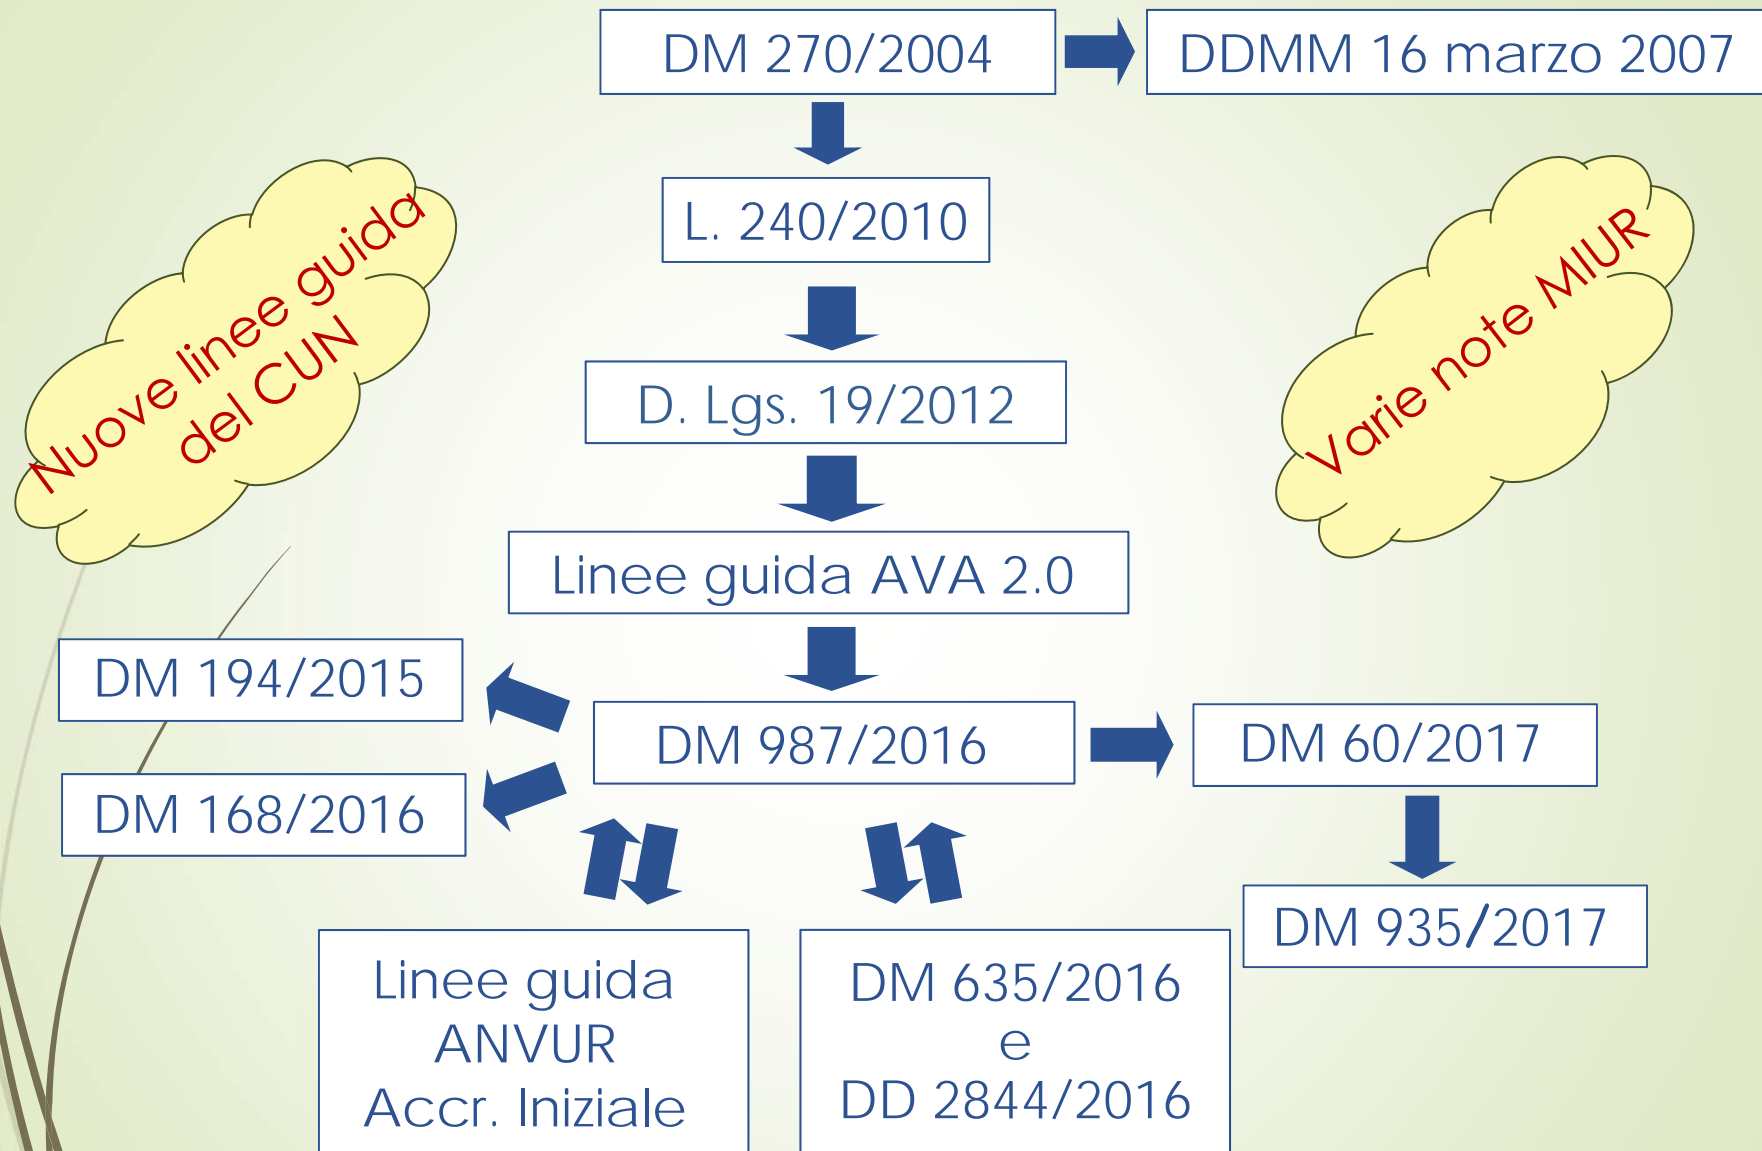 DM 270/2004
DDMM 16 marzo 2007
L. 240/2010
Nuove linee guida
del CUN
Varie note MIUR
D. Lgs. 19/2012
Linee guida AVA 2.0
DM 194/2015
DM 987/2016
DM 60/2017
DM 168/2016
DM 935/2017
Linee guida
ANVUR
Accr. Iniziale
DM 635/2016
e
DD 2844/2016